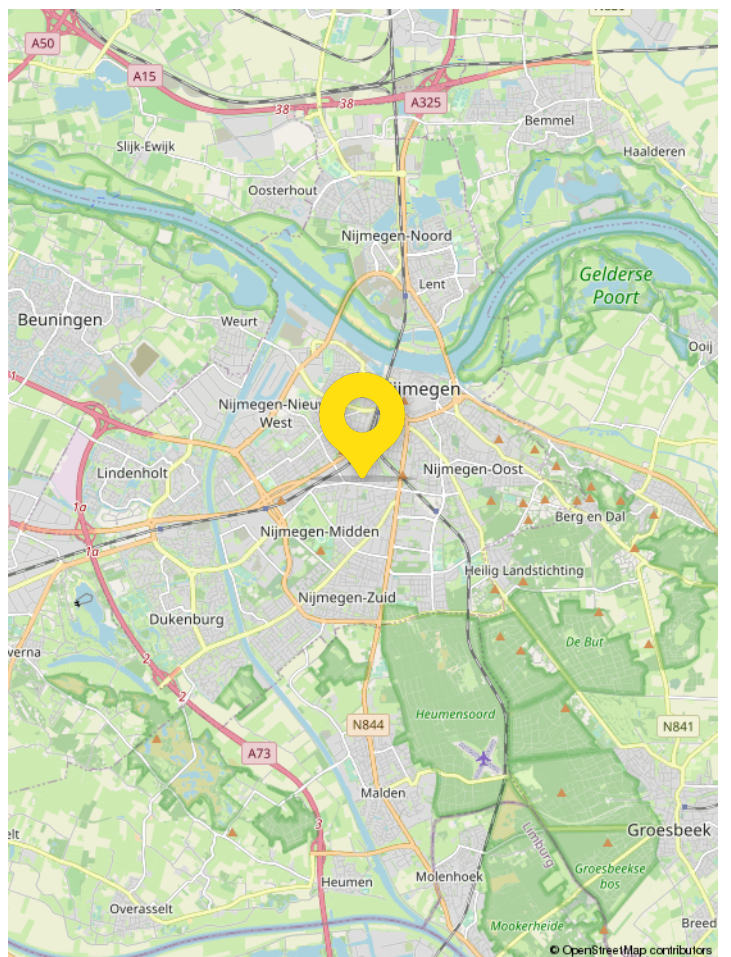 A50
A15
38
38
A325
Bemmel
Slijk-Ewijk
Haalderen
Oosterhout
Nijmegen-Noord
Gelderse
Poort
Lent
Beuningen
Weurt
Ooij
Nijmegen-Nieu
West
Lindenholt
Nijmegen-Oost
1a
Berg en Dal
Nijmegen-Midden
1a
Heilig Landstichting
Nijmegen-Zuid
Dukenburg
De But
verna
2
2
Heumensoord
N844
N841
A73
Malden
3
Limburg
Groesbeek
Groesbeekse
bos
Molenhoek
Heumen
Overasselt
Mookerheide
Breed
© OpenStreetMap contributors